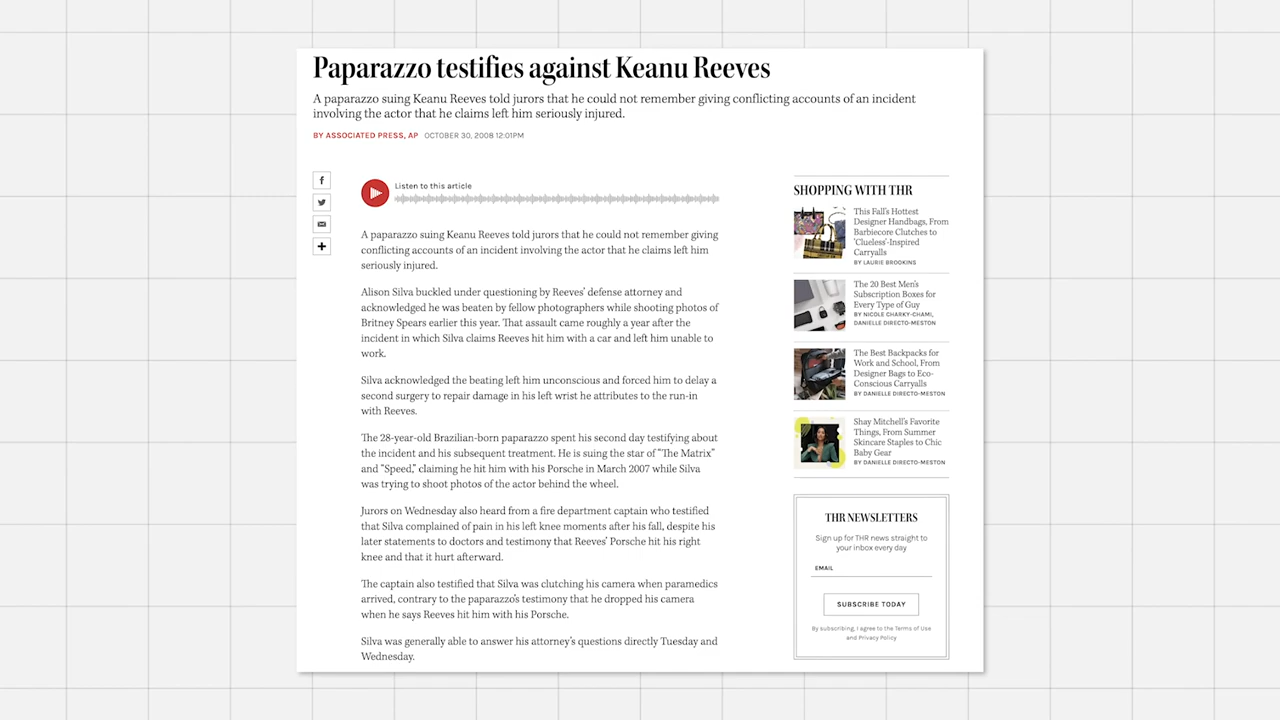 Paparazzo testifies against Keanu Reeves
A paparazzo suing Keanu Reeves told jurors that he could not remember giving conflicting accounts of an incident
involving the actor that he claims left him seriously injured.
BY ASSOCIATED PRESS, AP OCTOBER 30, 2008 12:01PM
Listen to this article
A paparazzo suing Keanu Reeves told jurors that he could not remember giving
conflicting accounts of an incident involving the actor that he claims left him
seriously injured.
Alison Silva buckled under questioning by Reeves' defense attorney and
acknowledged he was beaten by fellow photographers while shooting photos of
Britney Spears earlier this year. That assault came roughly a year after the
incident in which Silva claims Reeves hit him with a car and left him unable to
work.
Silva acknowledged the beating left him unconscious and forced him to delay a
second surgery to repair damage in his left wrist he attributes to the run-in
with Reeves.
The 28-year-old Brazilian-born paparazzo spent his second day testifying about
the incident and his subsequent treatment. He is suing the star of "The Matrix"
and "Speed," claiming he hit him with his Porsche in March 2007 while Silva
was trying to shoot photos of the actor behind the wheel.
Jurors on Wednesday also heard from a fire department captain who testified
that Silva complained of pain in his left knee moments after his fall, despite his
later statements to doctors and testimony that Reeves' Porsche hit his right
knee and that it hurt afterward.
The captain also testified that Silva was clutching his camera when paramedics
arrived, contrary to the paparazzo's testimony that he dropped his camera
when he says Reeves hit him with his Porsche.
Silva was generally able to answer his attorney's questions directly Tuesday and
Wednesday.
SHOPPING WITH THR
This Fall's Hottest
Designer Handbags, From
Barbiecore Clutches to
'Clueless'-Inspired
Carryalls
BY LAURIE BROOKINS
The 20 Best Men's
Subscription Boxes for
Every Type of Guy
BY NICOLE CHARKY-CHAMI,
DANIELLE DIRECTO-MESTON
The Best Backpacks for
Work and School, From
Designer Bags to Eco-
Conscious Carryalls
BY DANIELLE DIRECTO-MESTON
Shay Mitchell's Favorite
Things, From Summer
Skincare Staples to Chic
Baby Gear
BY DANIELLE DIRECTO-MESTON
THR NEWSLETTERS
Sign up for THR news straight to
your inbox every day
EMAIL
SUBSCRIBE TODAY
By subscribing, I agree to the Terms of Use
and Privacy Policy